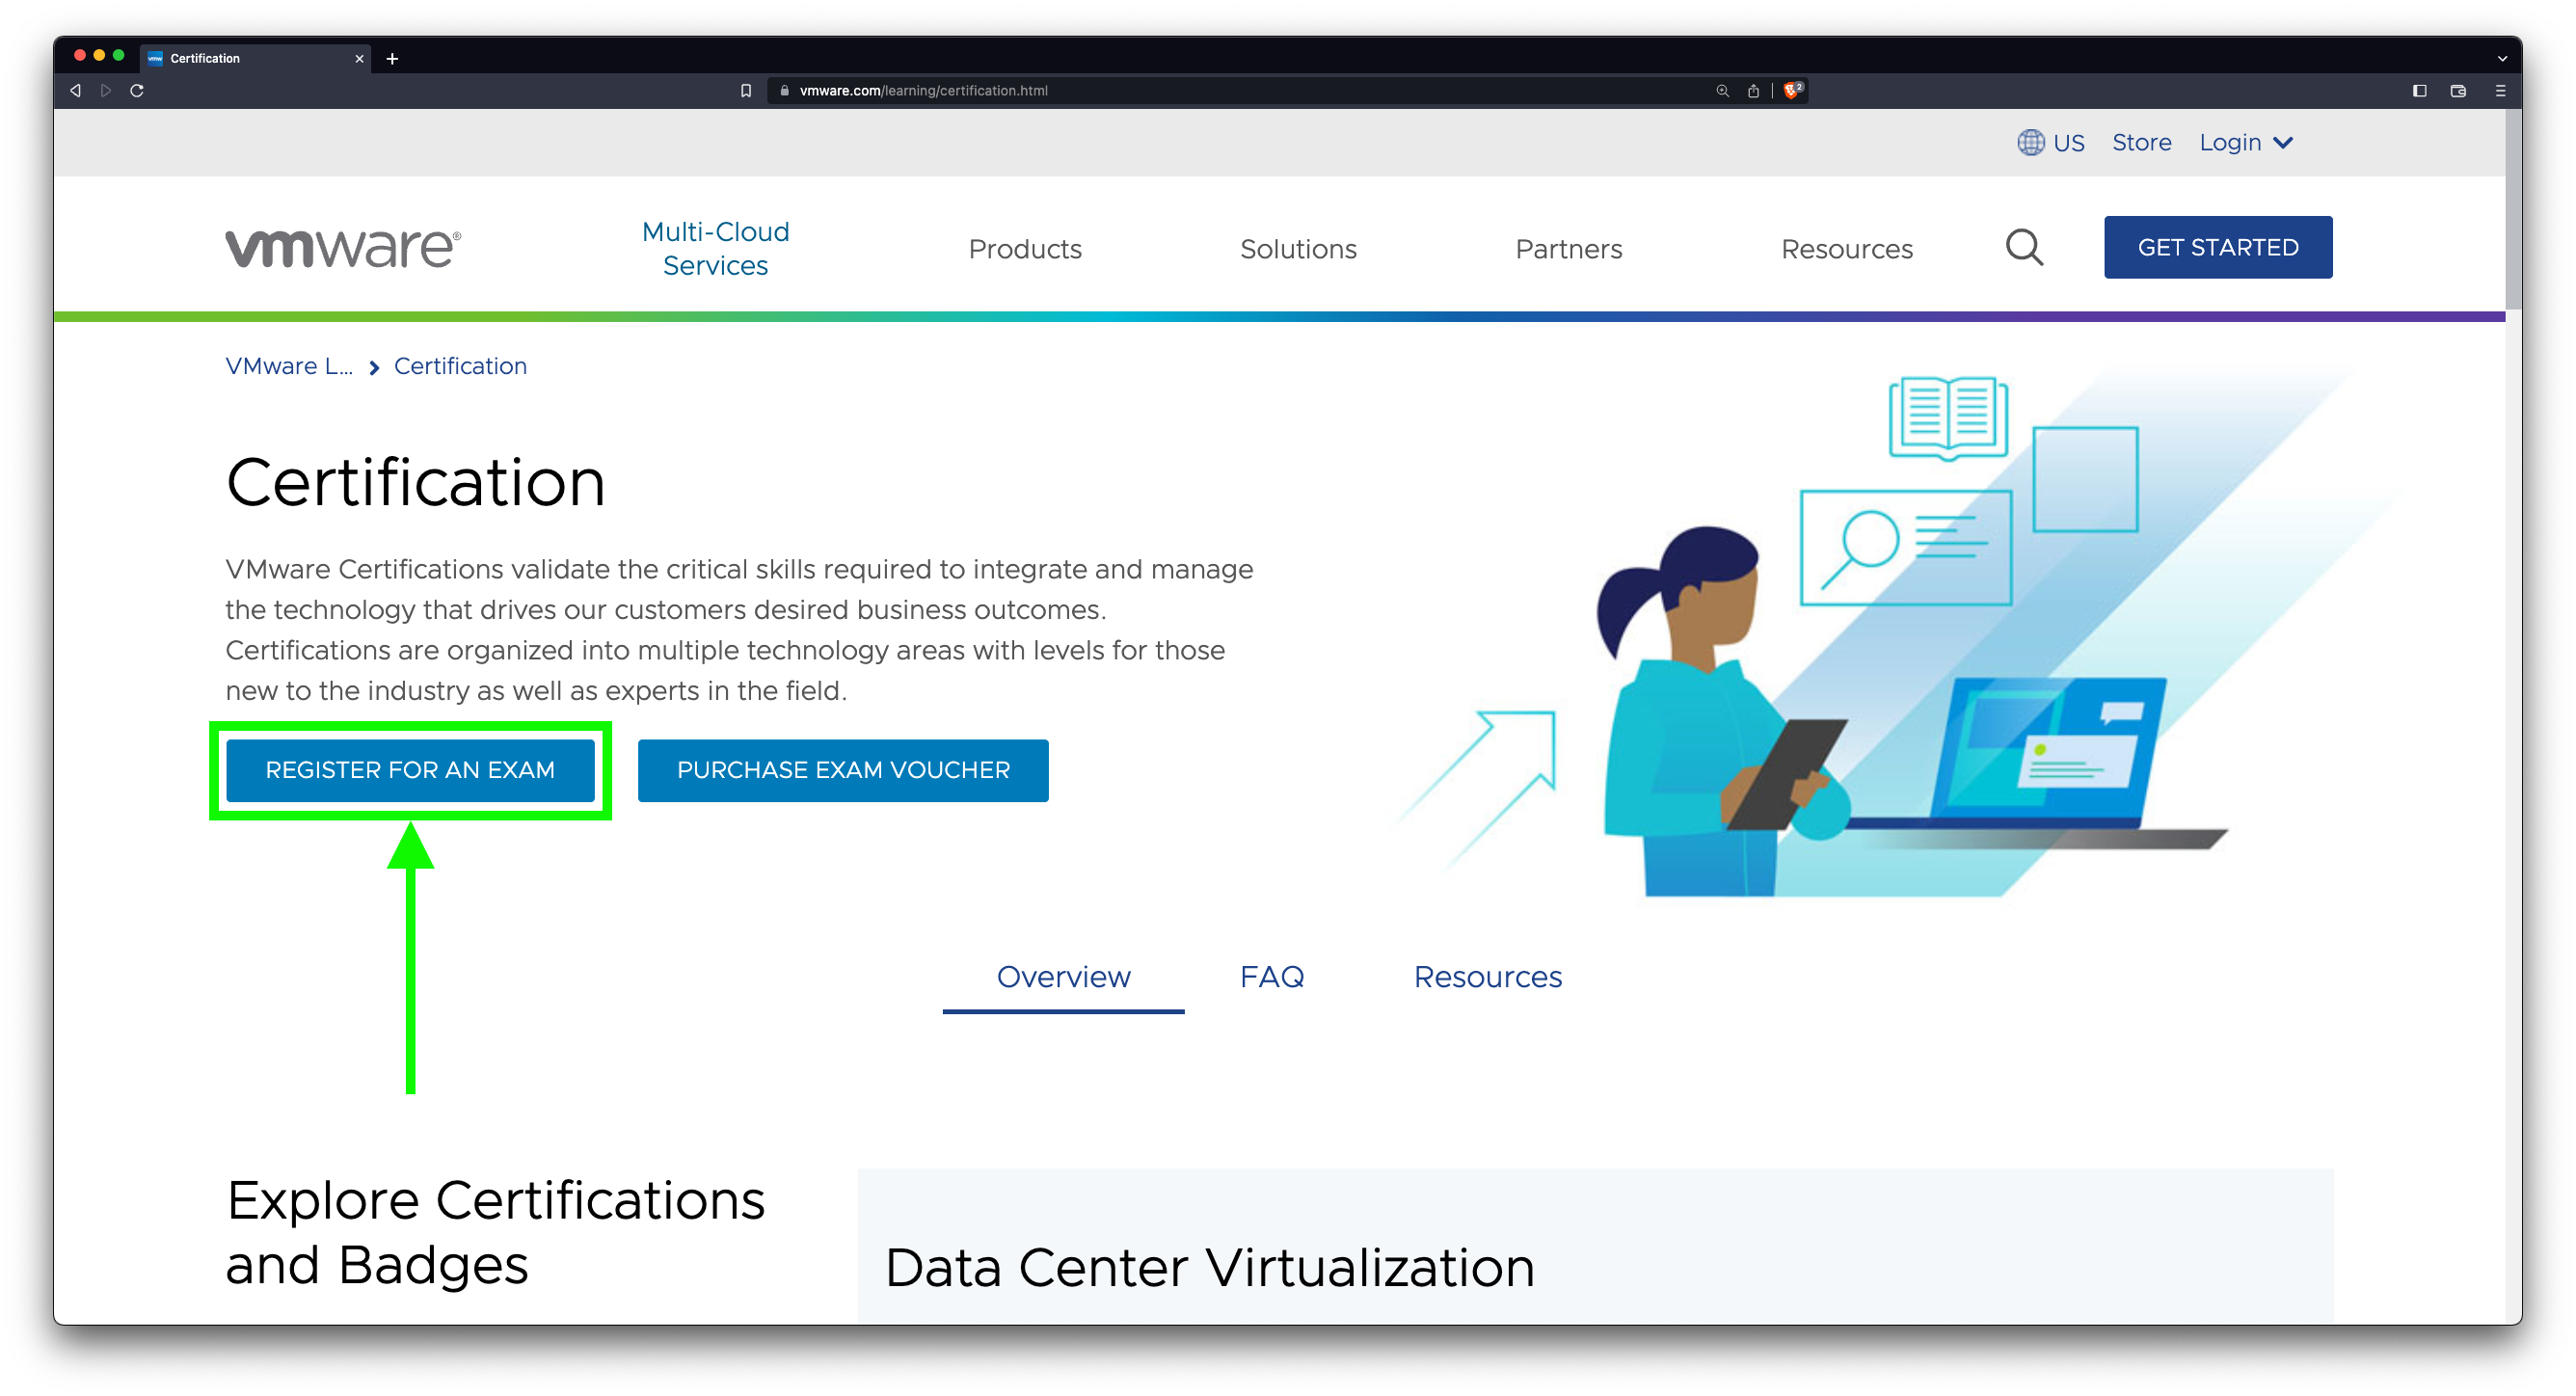 Certification
vmware.com/learning/certification.html
2
US Store Login
vmware®
Multi-Cloud
Services
Products
Solutions
Partners
Resources
GET STARTED
VMware L... > Certification
Certification
VMware Certifications validate the critical skills required to integrate and manage
the technology that drives our customers desired business outcomes.
Certifications are organized into multiple technology areas with levels for those
new to the industry as well as experts in the field.
REGISTER FOR AN EXAM
PURCHASE EXAM VOUCHER
Overview FAQ Resources
Explore Certifications
and Badges
Data Center Virtualization